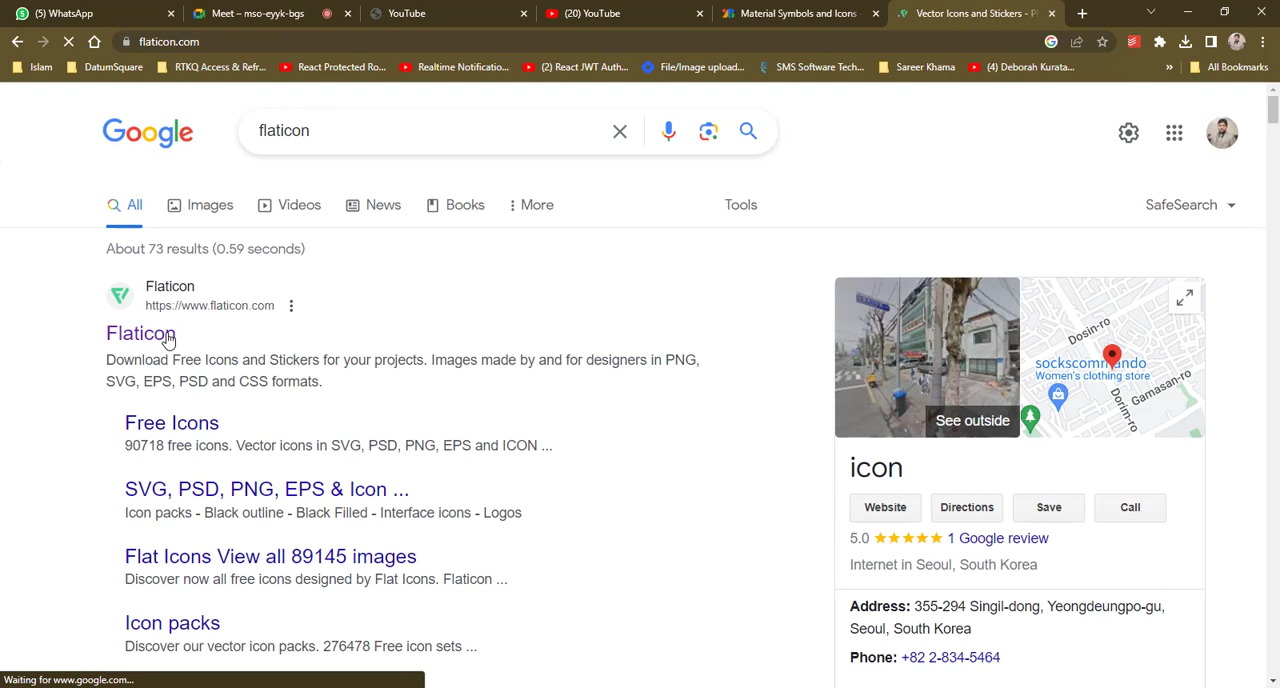 (5) WhatsApp
Meet – mso-eyyk-bgs
YouTube
(20) YouTube
Material Symbols and Icons
Vector Icons and Stickers - P
flaticon.com
Islam
DatumSquare
RTKQ Access & Refr...
React Protected Ro...
Realtime Notificatio...
(2) React JWT Auth...
File/Image upload...
SMS Software Tech...
Sareer Khama
(4) Deborah Kurata...
»
All Bookmarks
Google
flaticon
All
Images
Videos
News
Books
More
Tools
SafeSearch
About 73 results (0.59 seconds)
Flaticon
https://www.flaticon.com
Flaticon
Download Free Icons and Stickers for your projects. Images made by and for designers in PNG,
SVG, EPS, PSD and CSS formats.
Free Icons
90718 free icons. Vector icons in SVG, PSD, PNG, EPS and ICON ...
SVG, PSD, PNG, EPS & Icon ...
Icon packs - Black outline - Black Filled - Interface icons - Logos
Flat Icons View all 89145 images
Discover now all free icons designed by Flat Icons. Flaticon ...
Icon packs
Discover our vector icon packs. 276478 Free icon sets ...
See outside
Dosin-ro
sockscommando
Women's clothing store
Gamasan-ro
Dorim-ro
icon
Website
Directions
Save
Call
5.0 ★★★★★ 1 Google review
Internet in Seoul, South Korea
Address: 355-294 Singil-dong, Yeongdeungpo-gu,
Seoul, South Korea
Phone: +82 2-834-5464
Waiting for www.google.com...